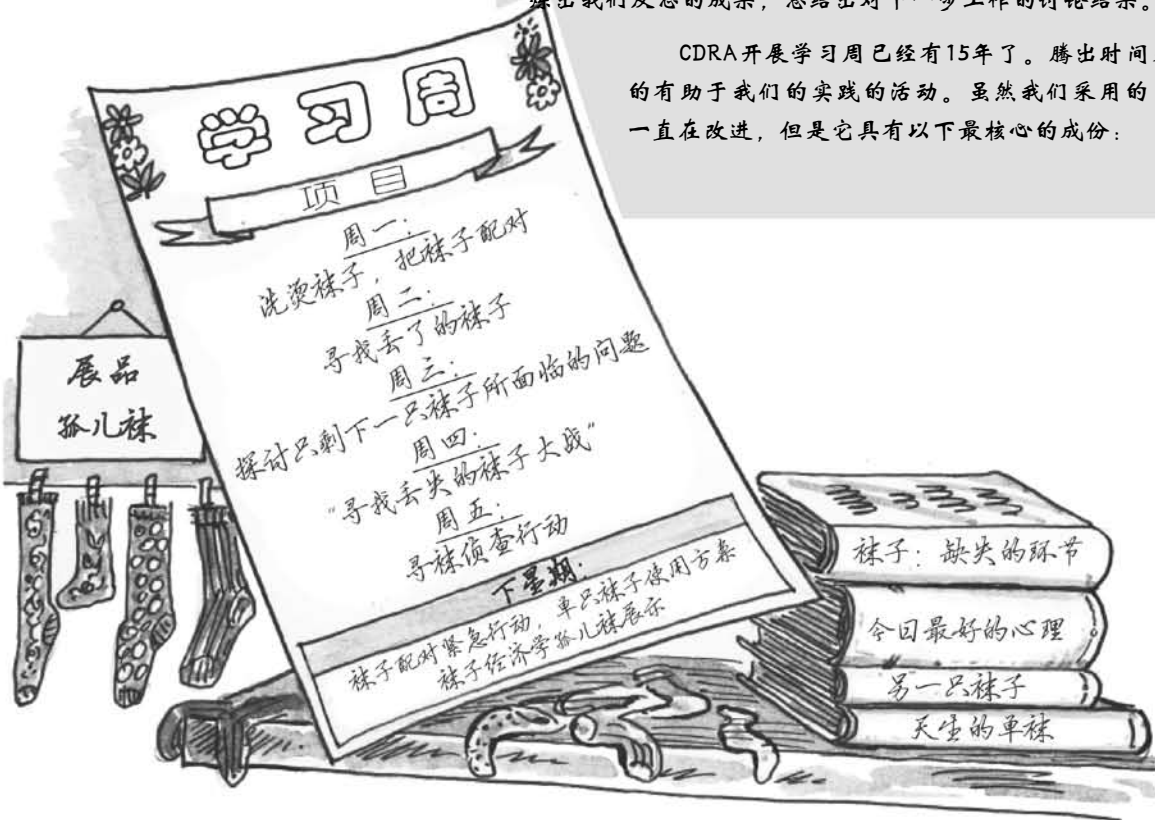 炼出我们反思的成果,总结出对下一步工作的讨论结果。
CDRA开展学习周已经有15年了。腾出时间
的有助于我们的实践的活动。虽然我们采用的
一直在改进,但是它具有以下最核心的成份:
学习周
项目
周一:
洗烫袜子,把袜子配对
周二:
寻找丢了的袜子
周三:
探讨只剩下一只袜子所面临的问题
周四:
“寻找丢失的袜子大战”
周五:
寻袜侦查行动
下星期:
袜子配对紧急行动,单只袜子使用方案
袜子经济学孤儿袜展示
展品
孤儿袜
袜子:缺失的环节
今日最好的心理
另一只袜子
天生的单袜